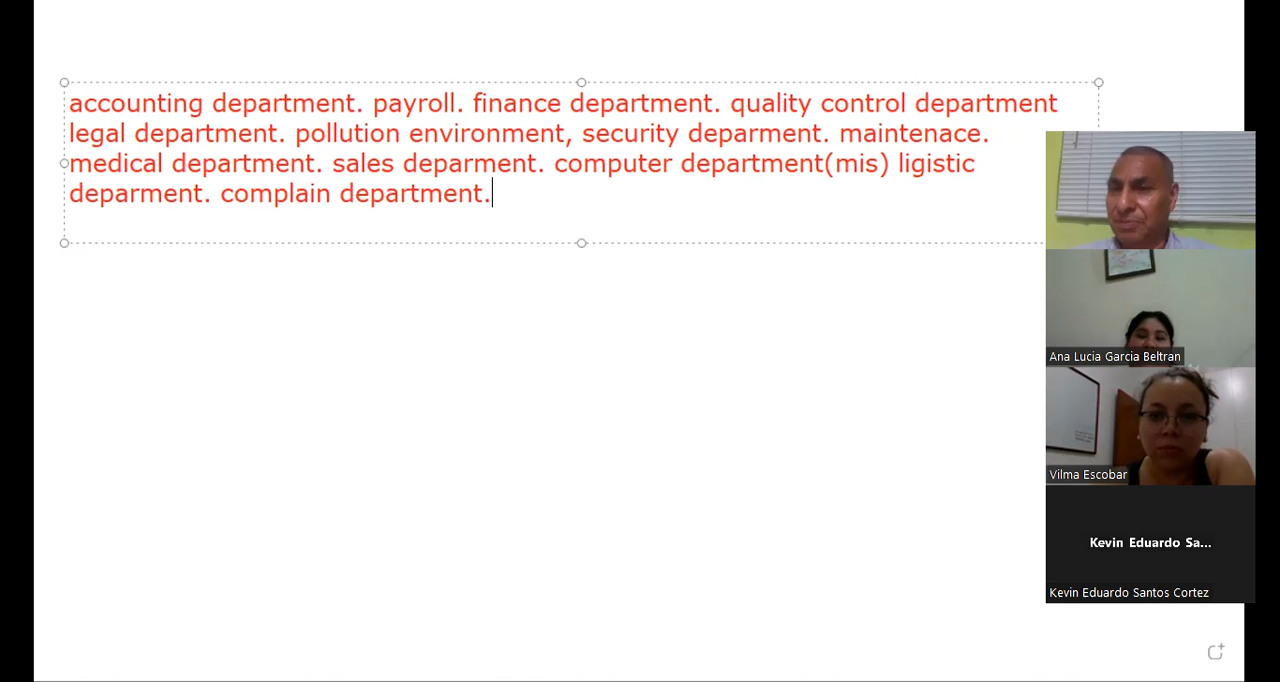 accounting department. payroll. finance department. quality control department
legal department. pollution environment, security deparment. maintenace.
medical department. sales deparment. computer department(mis) ligistic
deparment. complain department.
Ana Lucia Garcia Beltran
Vilma Escobar
Kevin Eduardo Sa...
Kevin Eduardo Santos Cortez